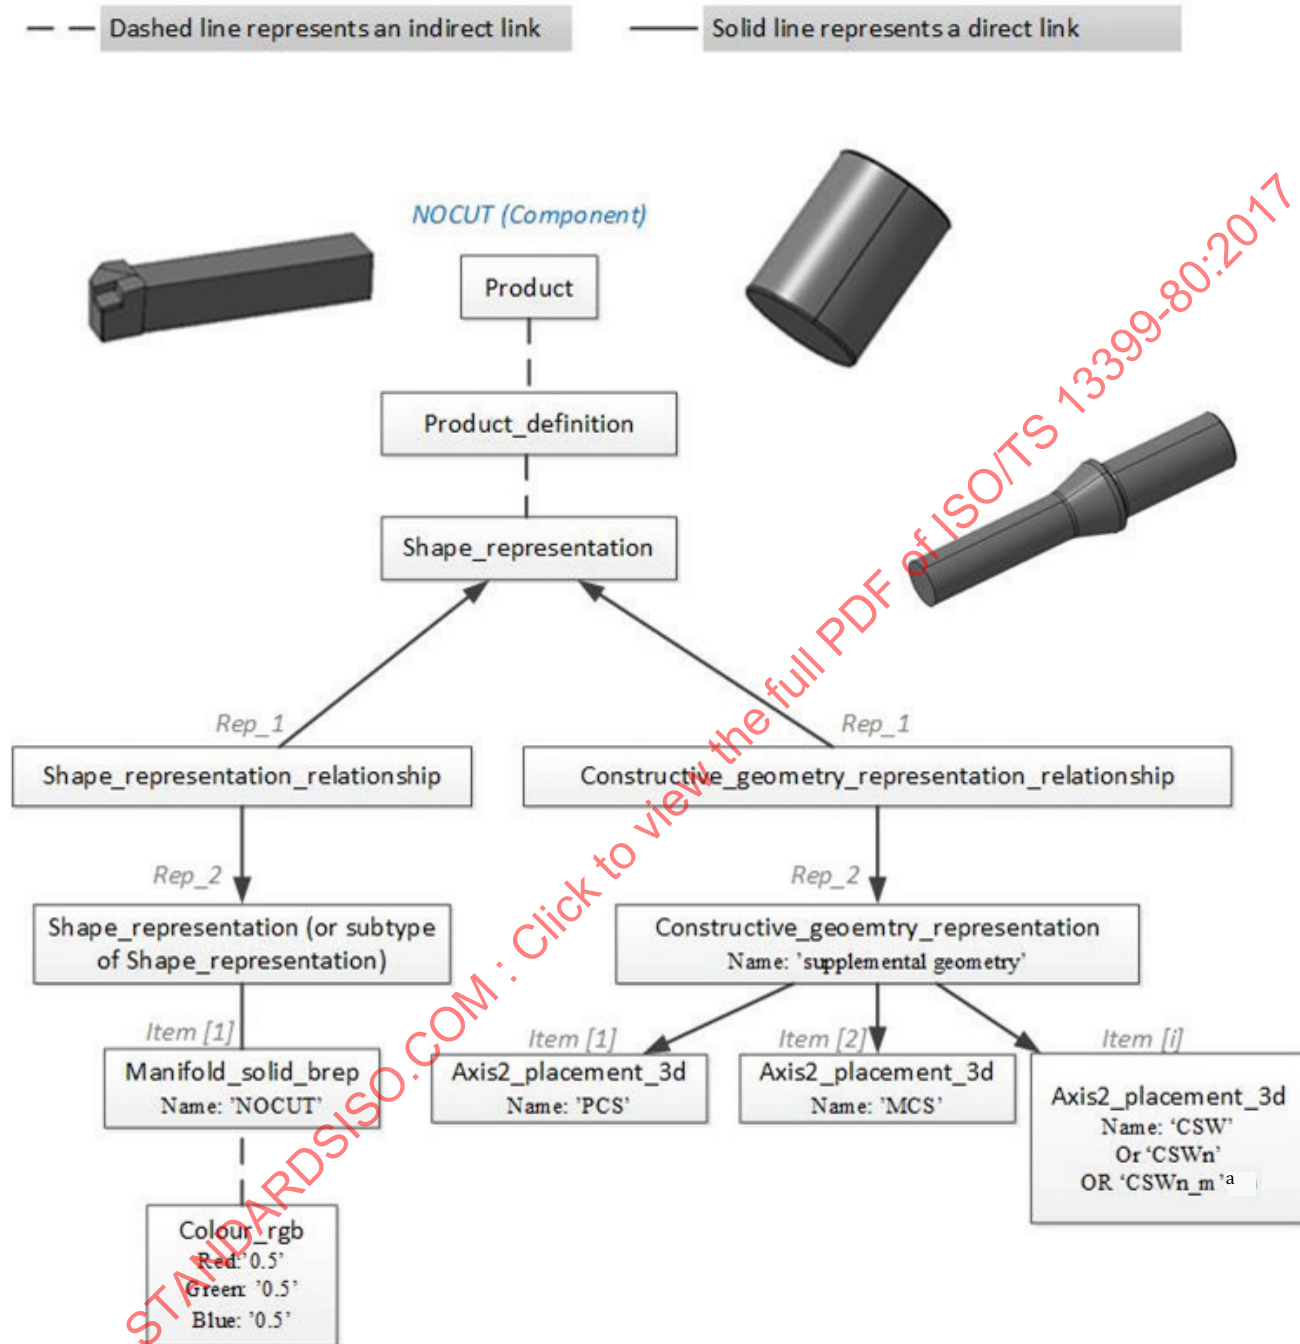 Dashed line represents an indirect link
Solid line represents a direct link
NOCUT (Component)
Product
Product_definition
Shape_representation
Rep_1
Rep_1
Shape_representation_relationship
Constructive_geometry_representation_relationship
Rep_2
Rep_2
Shape_representation (or subtype
of Shape_representation)
Constructive_geoemtry_representation
Name: ’supplemental geometry’
Item [1]
Item [1]
Item [2]
Item [i]
Manifold_solid_brep
Name: ’NOCUT’
Axis2_placement_3d
Name: ’PCS’
Axis2_placement_3d
Name: ’MCS’
Axis2_placement_3d
Name: ‘CSW’
Or ‘CSWn’
OR ‘CSWn_m’a
Colour_rgb
Red:’0.5’
Green: ’0.5’
Blue: ’0.5’
STANDARDSISO.COM : Click to view the full PDF of ISO/TS 13399-80:2017